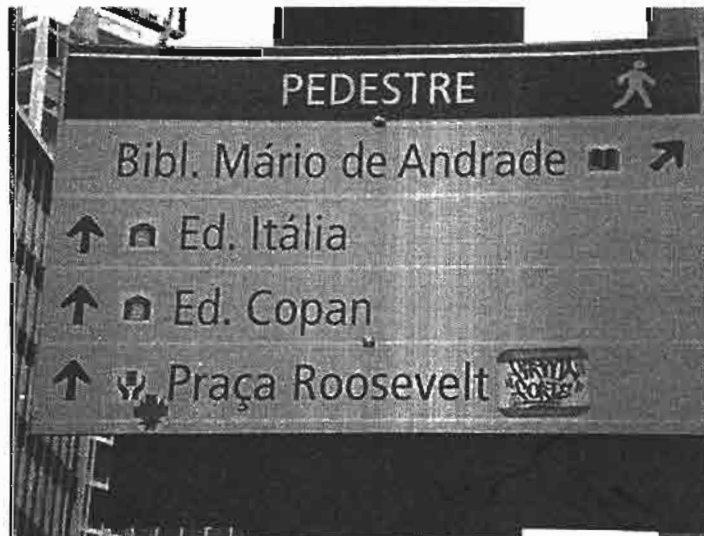 PEDESTRE
Bibl. Mário de Andrade
Ed. Itália
Ed. Copan
Praça Roosevelt